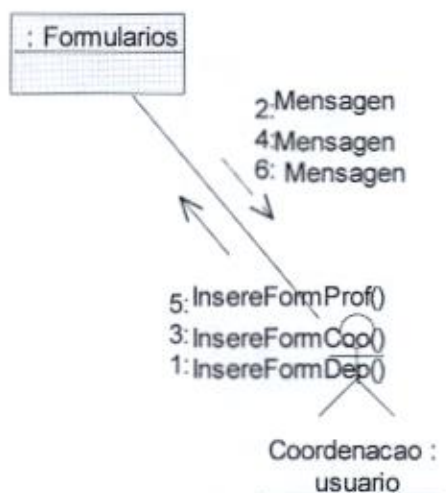 : Formularios
2:Mensagen
4:Mensagen
6: Mensagen
5: InsereFormProf()
3: InsereFormCoo()
1: InsereFormDep()
Coordenacao :
usuario